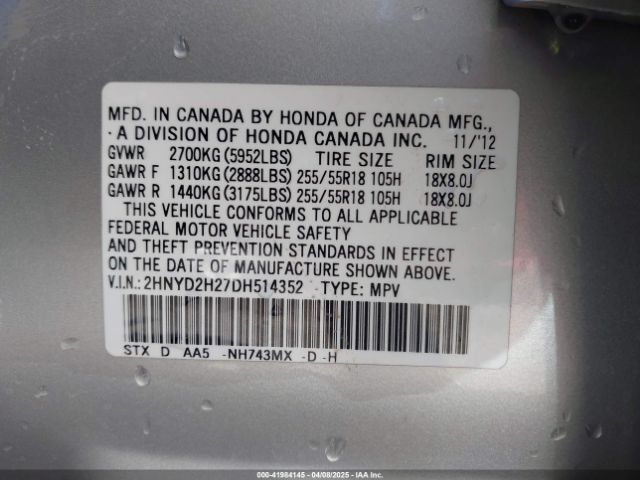 MFD. IN CANADA BY HONDA OF CANADA MFG.,
A DIVISION OF HONDA CANADA INC. 11/'12
GVWR 2700KG(5952LBS) TIRE SIZE RIM SIZE
GAWR F 1310KG(2888LBS) 255/55R18 105H 18X8.0J
GAWR R 1440KG(3175LBS) 255/55R18 105H 18X8.0J
THIS VEHICLE CONFORMS TO ALL APPLICABLE
FEDERAL MOTOR VEHICLE SAFETY
AND THEFT PREVENTION STANDARDS IN EFFECT
ON THE DATE OF MANUFACTURE SHOWN ABOVE.
V.I.N.: 2HNYD2H27DH514352 TYPE: MPV
STX D AA5 -NH743MX -D -H
000-41984145 - 04/08/2025 - IAA Inc.